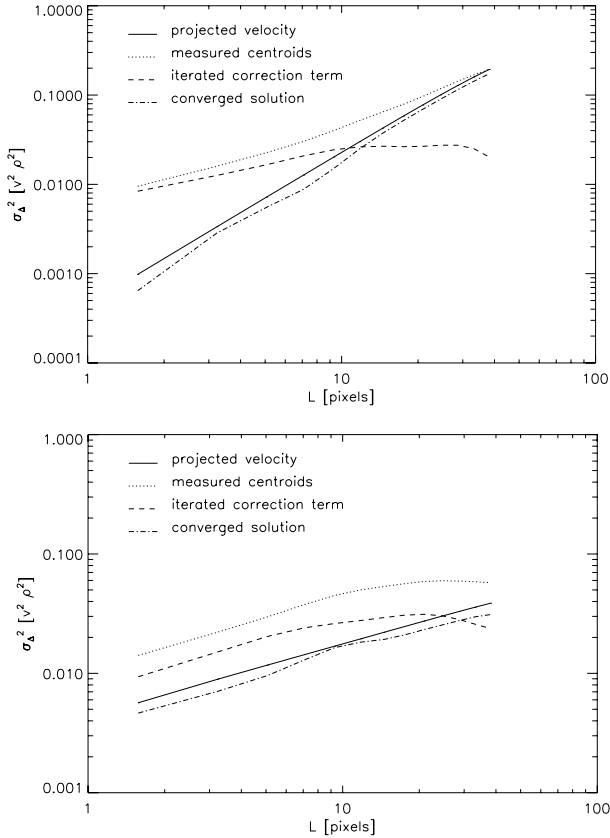 1.0000
0.1000
0.0100
0.0010
0.0001
σΔ² [v² ρ²]
projected velocity
measured centroids
iterated correction term
converged solution
1 10 100
L [pixels]
1.000
0.100
0.010
0.001
σΔ² [v² ρ²]
projected velocity
measured centroids
iterated correction term
converged solution
1 10 100
L [pixels]